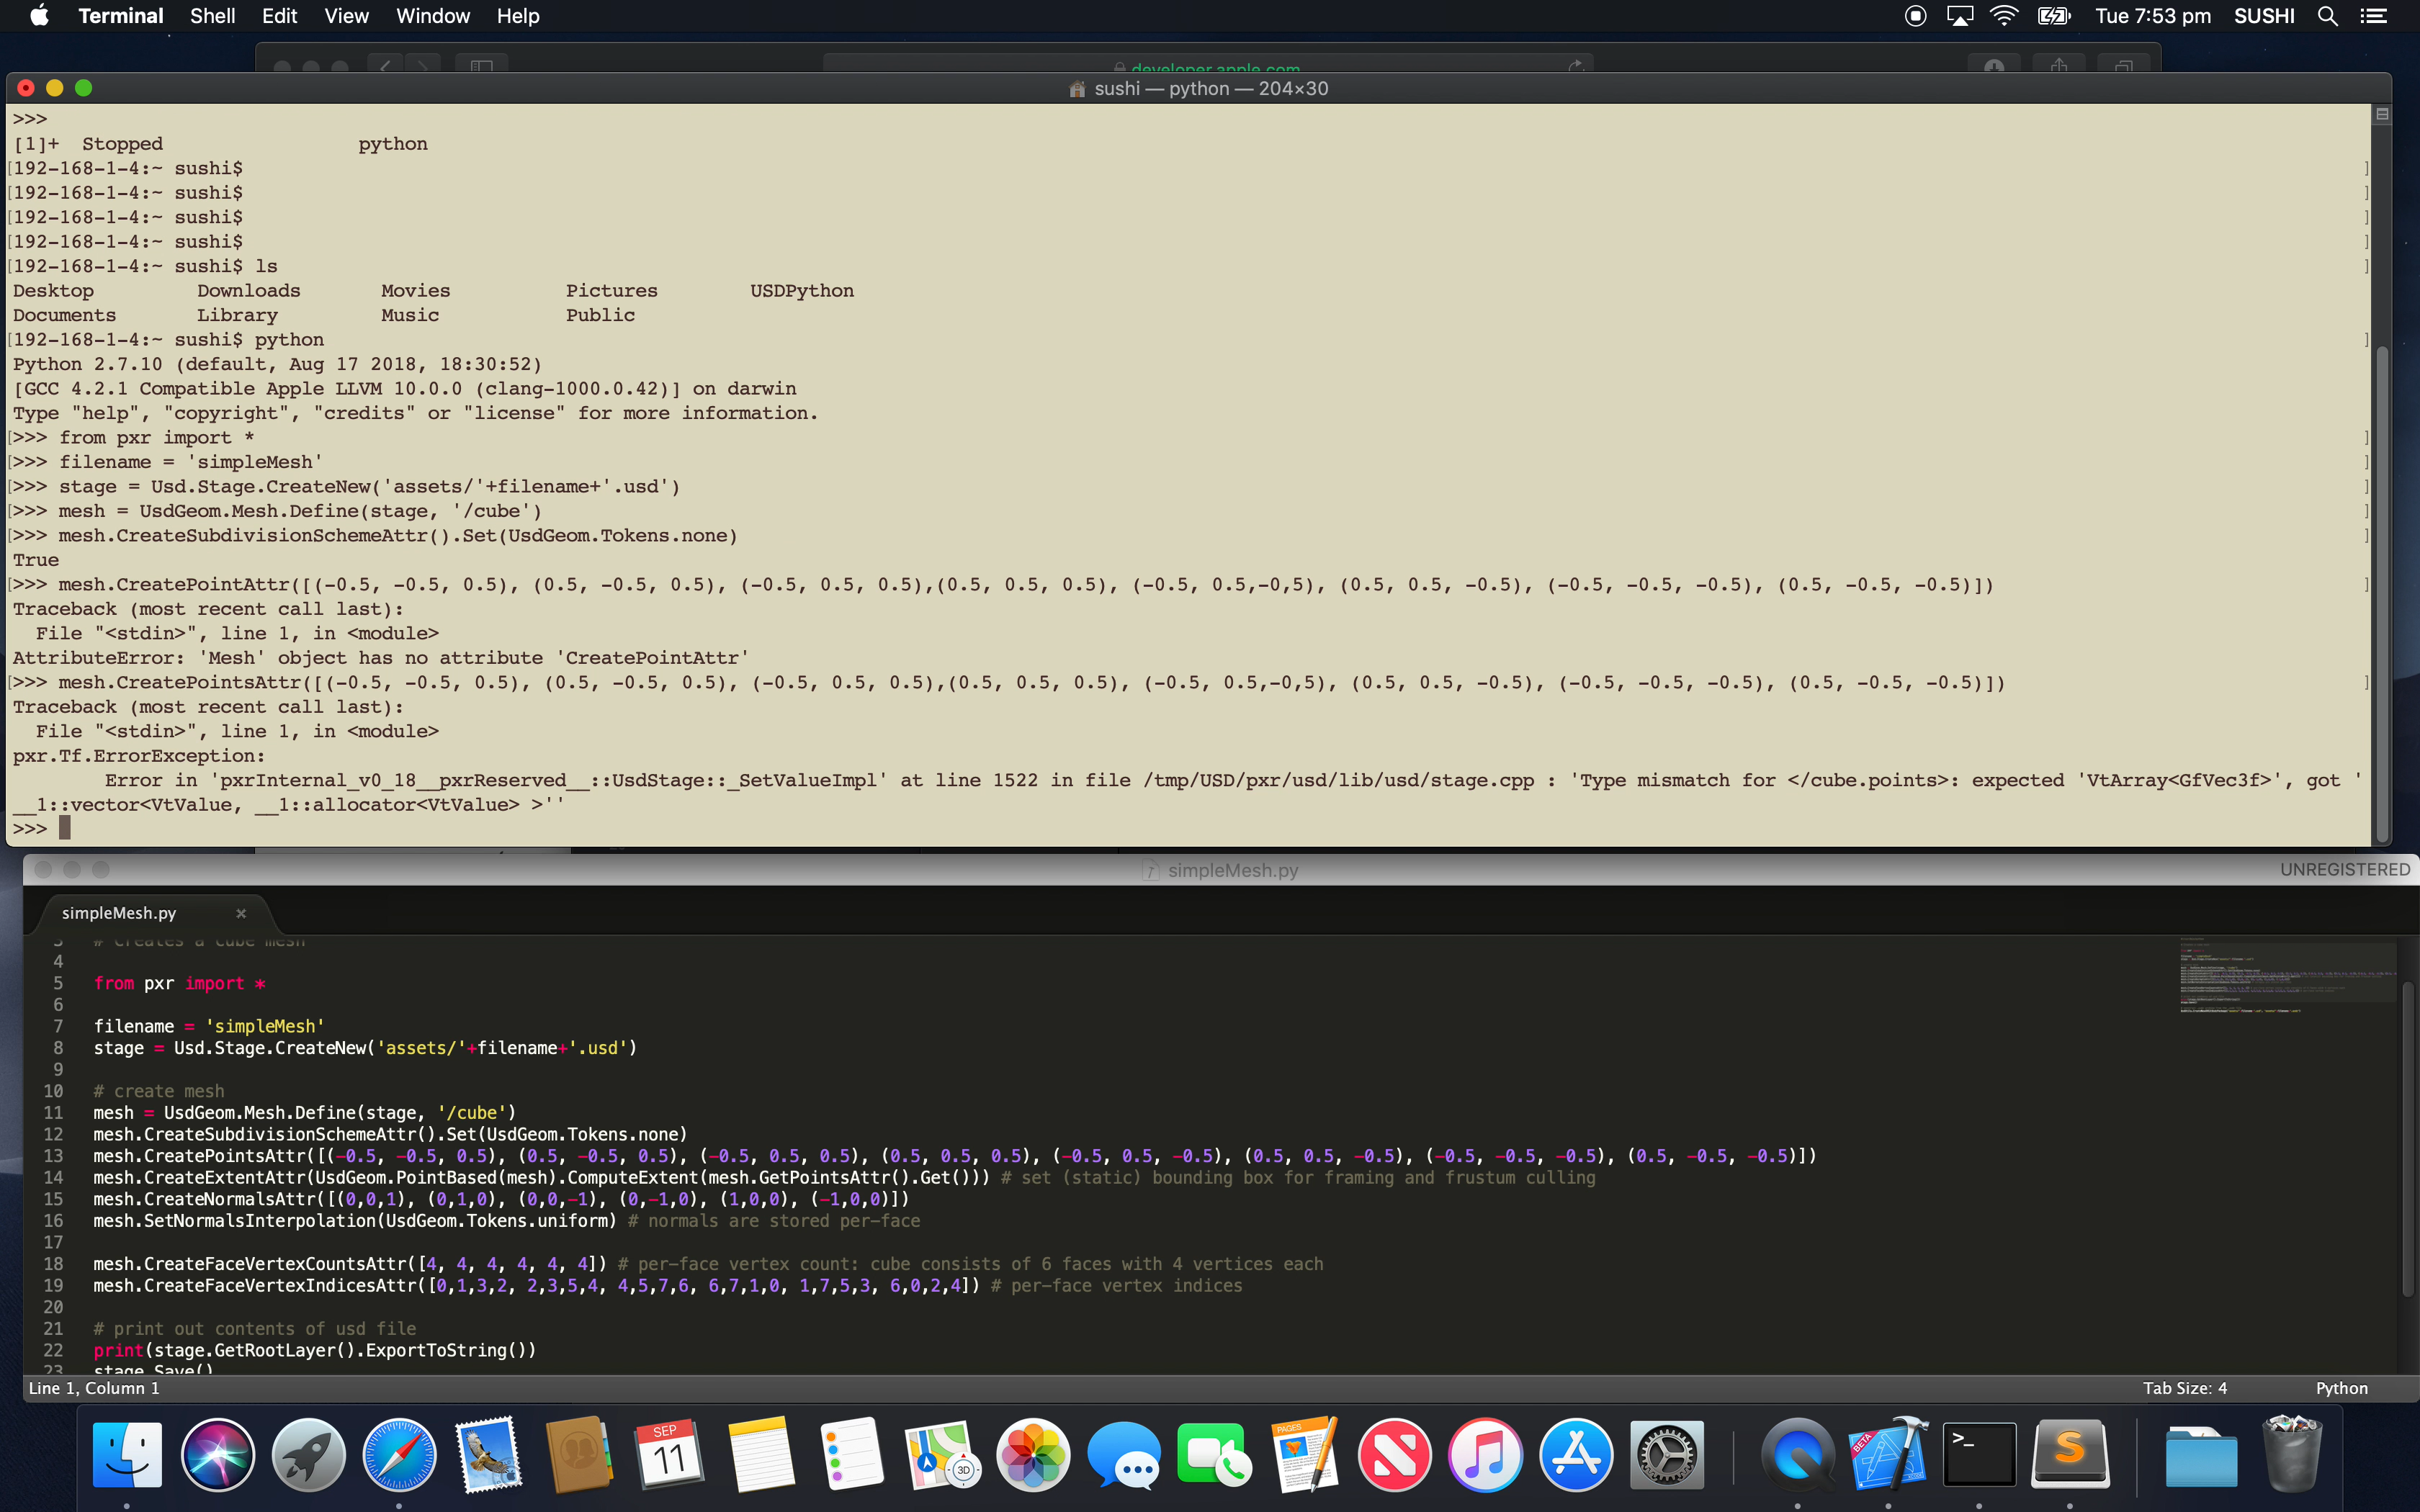 Terminal Shell Edit View Window Help Tue 7:53 pm SUSHI
developer.apple.com
sushi — python — 204×30
>>>
[1]+  Stopped                 python
[192-168-1-4:~ sushi$ ]
[192-168-1-4:~ sushi$ ]
[192-168-1-4:~ sushi$ ]
[192-168-1-4:~ sushi$ ]
[192-168-1-4:~ sushi$ ls ]
Desktop Downloads Movies Pictures USDPython
Documents Library Music Public
[192-168-1-4:~ sushi$ python ]
Python 2.7.10 (default, Aug 17 2018, 18:30:52)
[GCC 4.2.1 Compatible Apple LLVM 10.0.0 (clang-1000.0.42)] on darwin
Type "help", "copyright", "credits" or "license" for more information.
[>>> from pxr import * ]
[>>> filename = 'simpleMesh' ]
[>>> stage = Usd.Stage.CreateNew('assets/'+filename+'.usd') ]
[>>> mesh = UsdGeom.Mesh.Define(stage, '/cube') ]
[>>> mesh.CreateSubdivisionSchemeAttr().Set(UsdGeom.Tokens.none) ]
True
[>>> mesh.CreatePointAttr([(-0.5, -0.5, 0.5), (0.5, -0.5, 0.5), (-0.5, 0.5, 0.5),(0.5, 0.5, 0.5), (-0.5, 0.5,-0,5), (0.5, 0.5, -0.5), (-0.5, -0.5, -0.5), (0.5, -0.5, -0.5)]) ]
Traceback (most recent call last):
  File "<stdin>", line 1, in <module>
AttributeError: 'Mesh' object has no attribute 'CreatePointAttr'
[>>> mesh.CreatePointsAttr([(-0.5, -0.5, 0.5), (0.5, -0.5, 0.5), (-0.5, 0.5, 0.5),(0.5, 0.5, 0.5), (-0.5, 0.5,-0,5), (0.5, 0.5, -0.5), (-0.5, -0.5, -0.5), (0.5, -0.5, -0.5)]) ]
Traceback (most recent call last):
  File "<stdin>", line 1, in <module>
pxr.Tf.ErrorException:
        Error in 'pxrInternal_v0_18__pxrReserved__::UsdStage::_SetValueImpl' at line 1522 in file /tmp/USD/pxr/usd/lib/usd/stage.cpp : 'Type mismatch for </cube.points>: expected 'VtArray<GfVec3f>', got '
__1::vector<VtValue, __1::allocator<VtValue> >''
>>>
simpleMesh.py UNREGISTERED
simpleMesh.py ×
3 # Creates a cube mesh
4
5 from pxr import *
6
7 filename = 'simpleMesh'
8 stage = Usd.Stage.CreateNew('assets/'+filename+'.usd')
9
10 # create mesh
11 mesh = UsdGeom.Mesh.Define(stage, '/cube')
12 mesh.CreateSubdivisionSchemeAttr().Set(UsdGeom.Tokens.none)
13 mesh.CreatePointsAttr([(-0.5, -0.5, 0.5), (0.5, -0.5, 0.5), (-0.5, 0.5, 0.5), (0.5, 0.5, 0.5), (-0.5, 0.5, -0.5), (0.5, 0.5, -0.5), (-0.5, -0.5, -0.5), (0.5, -0.5, -0.5)])
14 mesh.CreateExtentAttr(UsdGeom.PointBased(mesh).ComputeExtent(mesh.GetPointsAttr().Get())) # set (static) bounding box for framing and frustum culling
15 mesh.CreateNormalsAttr([(0,0,1), (0,1,0), (0,0,-1), (0,-1,0), (1,0,0), (-1,0,0)])
16 mesh.SetNormalsInterpolation(UsdGeom.Tokens.uniform) # normals are stored per-face
17
18 mesh.CreateFaceVertexCountsAttr([4, 4, 4, 4, 4, 4]) # per-face vertex count: cube consists of 6 faces with 4 vertices each
19 mesh.CreateFaceVertexIndicesAttr([0,1,3,2, 2,3,5,4, 4,5,7,6, 6,7,1,0, 1,7,5,3, 6,0,2,4]) # per-face vertex indices
20
21 # print out contents of usd file
22 print(stage.GetRootLayer().ExportToString())
23 stage.Save()
Line 1, Column 1 Tab Size: 4 Python
SEP
11
3D
PAGES
BETA
>_